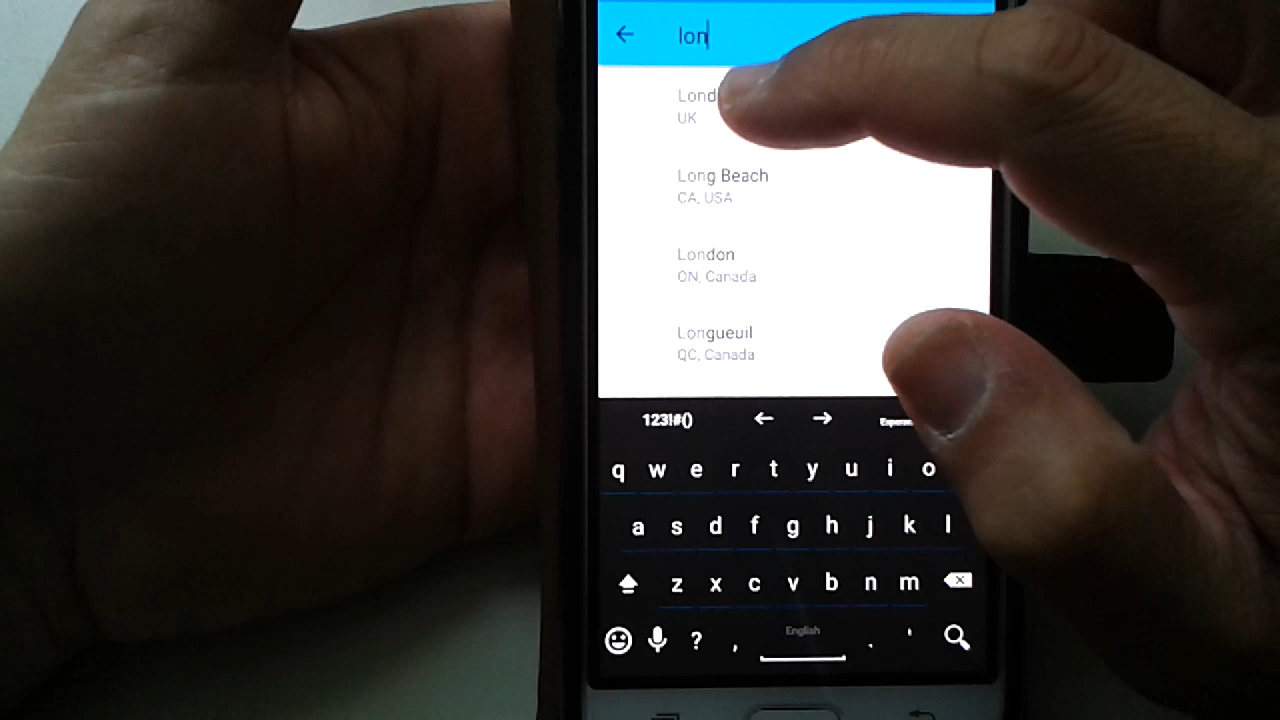 lon
Lond
UK
Long Beach
CA, USA
London
ON, Canada
Longueuil
QC, Canada
123!#()
q w e r t y u i o
a s d f g h j k l
z x c v b n m
? , English . '